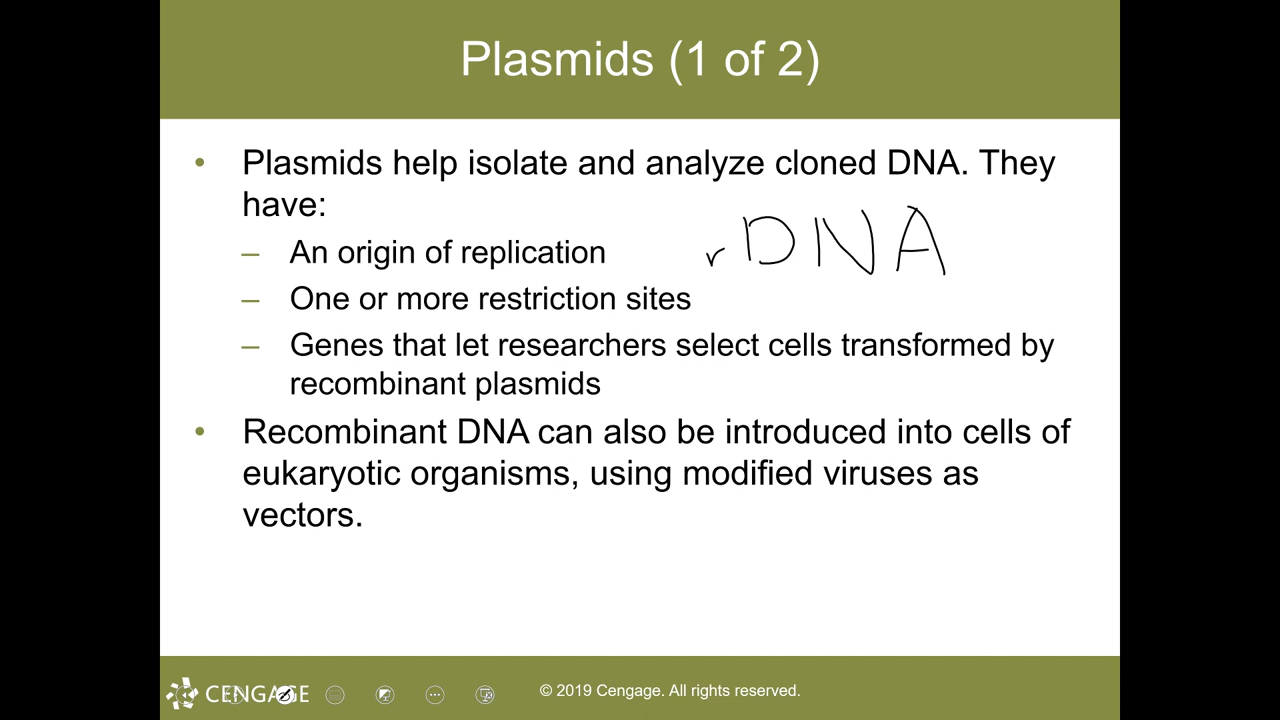 Plasmids (1 of 2)
• Plasmids help isolate and analyze cloned DNA. They
have:
rDNA
– An origin of replication
– One or more restriction sites
– Genes that let researchers select cells transformed by
recombinant plasmids
• Recombinant DNA can also be introduced into cells of
eukaryotic organisms, using modified viruses as
vectors.
CENGAGE
© 2019 Cengage. All rights reserved.